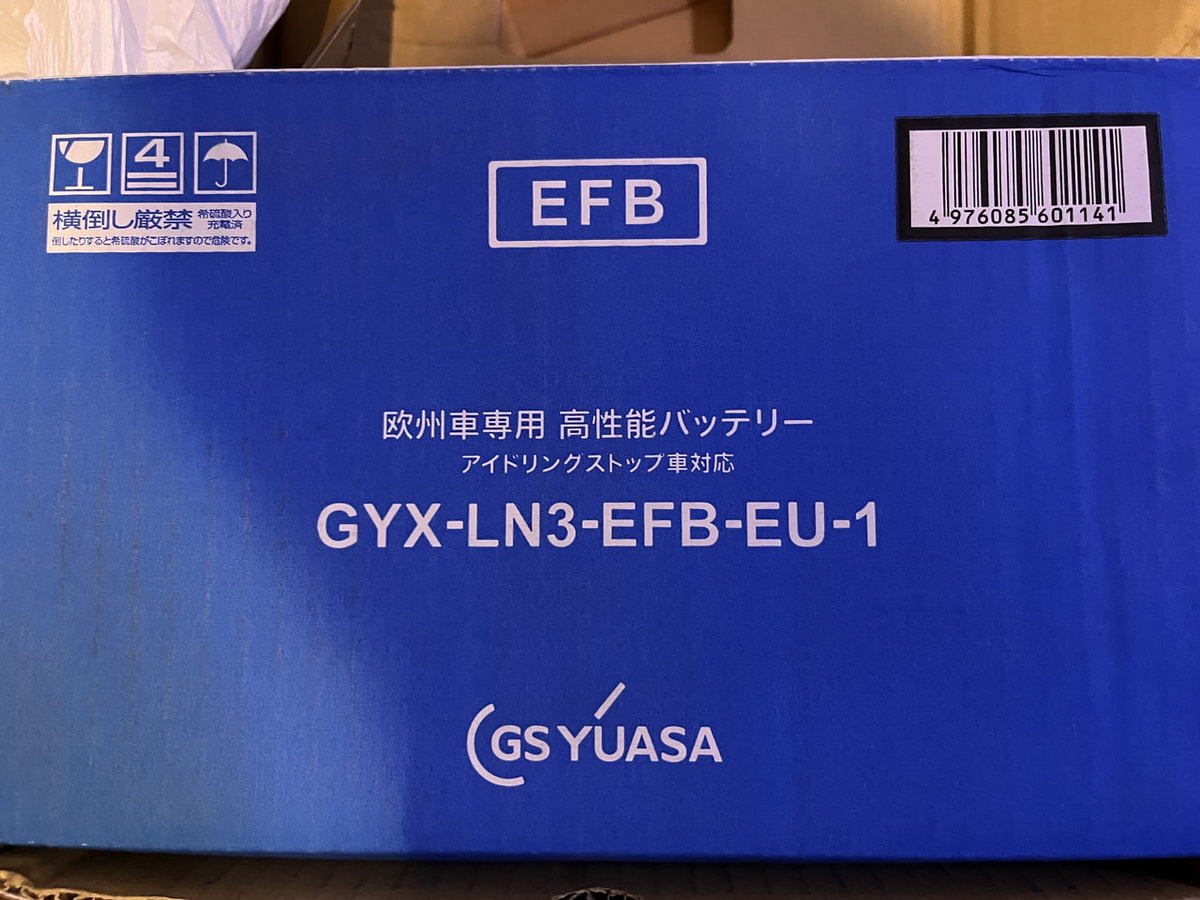 4
横倒し厳禁 希硫酸入り 充電済
倒したりすると希硫酸がこぼれますので危険です。
EFB
4 976085 601141
欧州車専用 高性能バッテリー
アイドリングストップ車対応
GYX-LN3-EFB-EU-1
GS YUASA